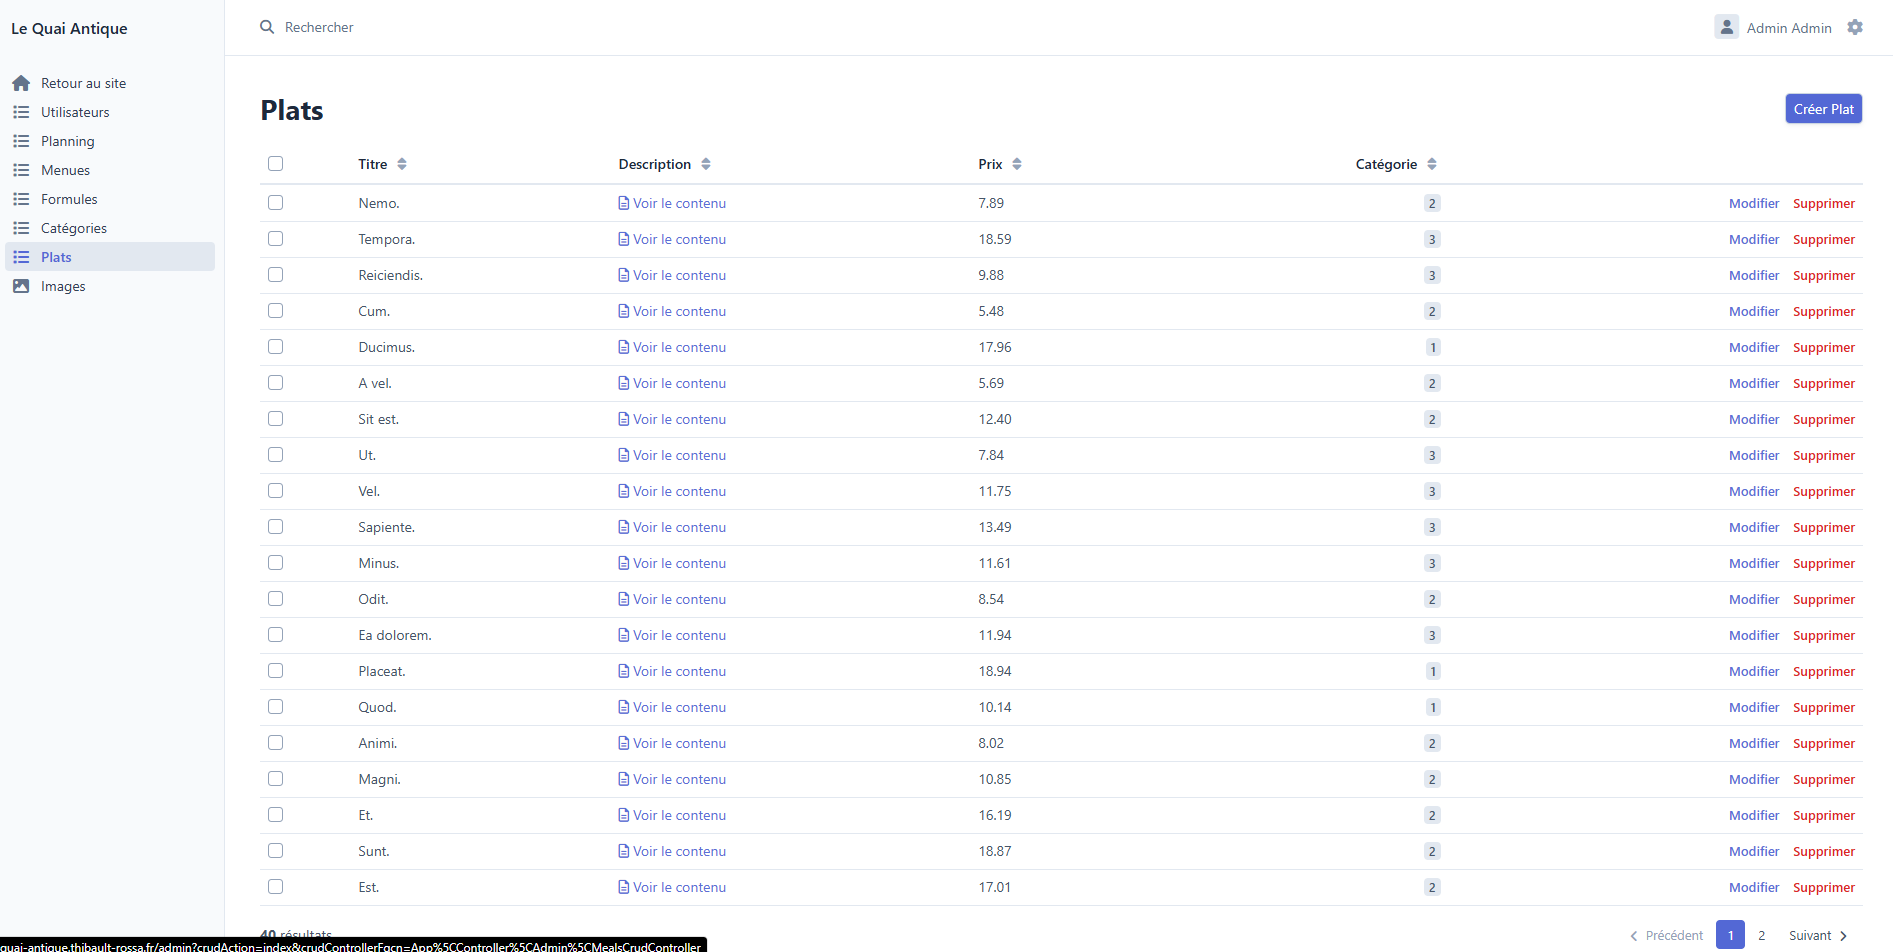 Le Quai Antique
Rechercher
Admin Admin
Retour au site
Utilisateurs
Planning
Menues
Formules
Catégories
Plats
Images
Plats
Créer Plat
Titre Description Prix Catégorie
Nemo. Voir le contenu 7.89 2 Modifier Supprimer
Tempora. Voir le contenu 18.59 3 Modifier Supprimer
Reiciendis. Voir le contenu 9.88 3 Modifier Supprimer
Cum. Voir le contenu 5.48 2 Modifier Supprimer
Ducimus. Voir le contenu 17.96 1 Modifier Supprimer
A vel. Voir le contenu 5.69 2 Modifier Supprimer
Sit est. Voir le contenu 12.40 2 Modifier Supprimer
Ut. Voir le contenu 7.84 3 Modifier Supprimer
Vel. Voir le contenu 11.75 3 Modifier Supprimer
Sapiente. Voir le contenu 13.49 3 Modifier Supprimer
Minus. Voir le contenu 11.61 3 Modifier Supprimer
Odit. Voir le contenu 8.54 2 Modifier Supprimer
Ea dolorem. Voir le contenu 11.94 3 Modifier Supprimer
Placeat. Voir le contenu 18.94 1 Modifier Supprimer
Quod. Voir le contenu 10.14 1 Modifier Supprimer
Animi. Voir le contenu 8.02 2 Modifier Supprimer
Magni. Voir le contenu 10.85 2 Modifier Supprimer
Et. Voir le contenu 16.19 2 Modifier Supprimer
Sunt. Voir le contenu 18.87 2 Modifier Supprimer
Est. Voir le contenu 17.01 2 Modifier Supprimer
40 résultats
Précédent 1 2 Suivant
quai-antique.thibault-rossa.fr/admin?crudAction=index&crudControllerFqcn=App%5CController%5CAdmin%5CMealsCrudController